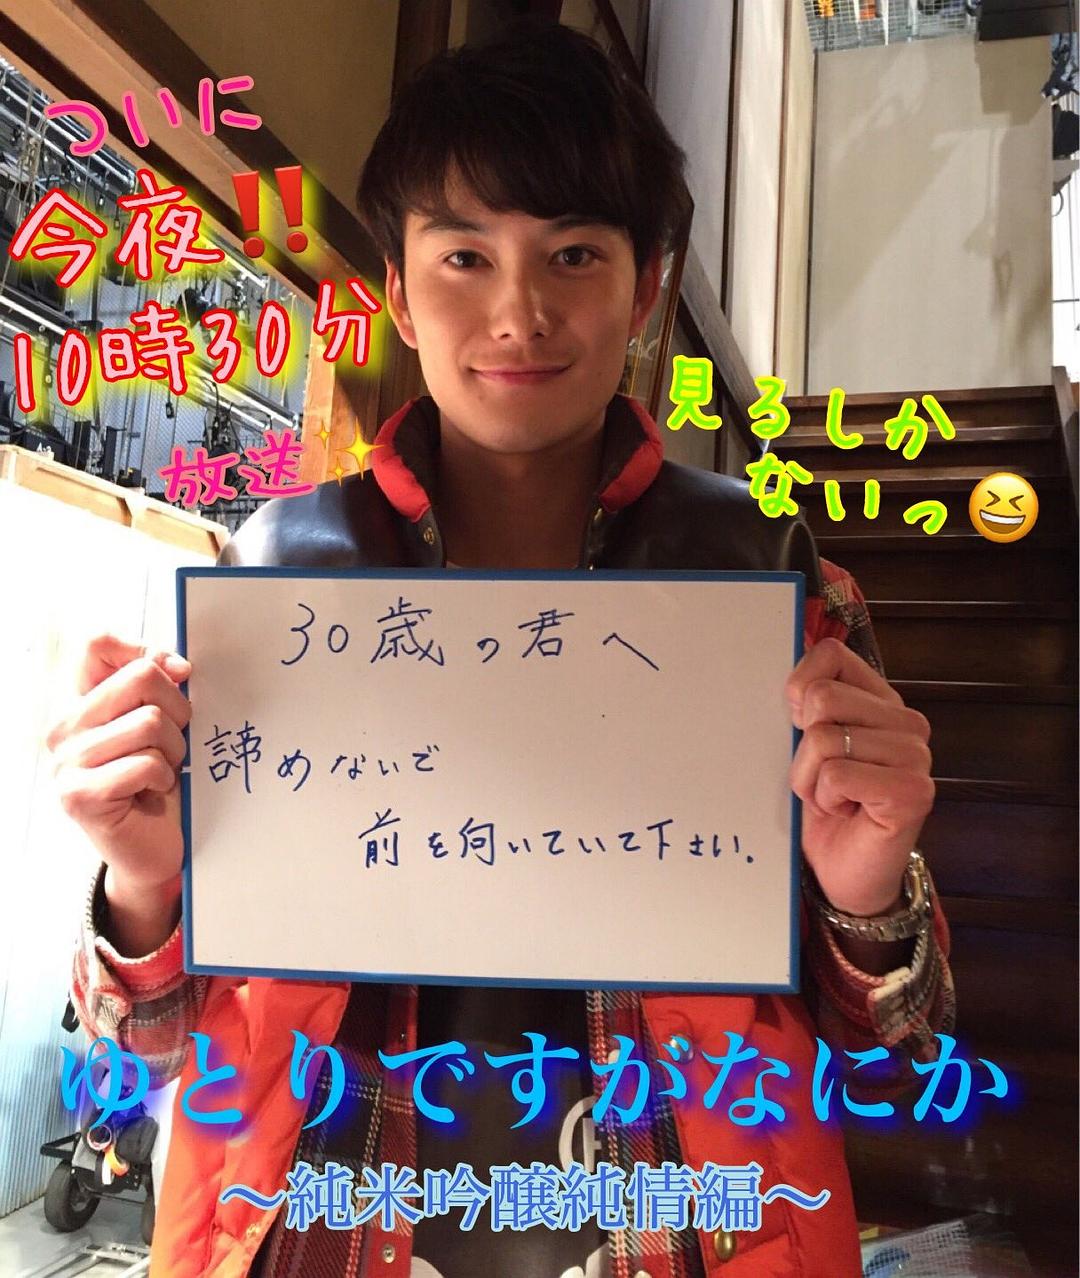 ついに
今夜‼️
10時30分
放送✨
見るしか
ないっ😆
30歳の君へ
諦めないで
前を向いていて下さい。
ゆとりですがなにか
〜純米吟醸純情編〜